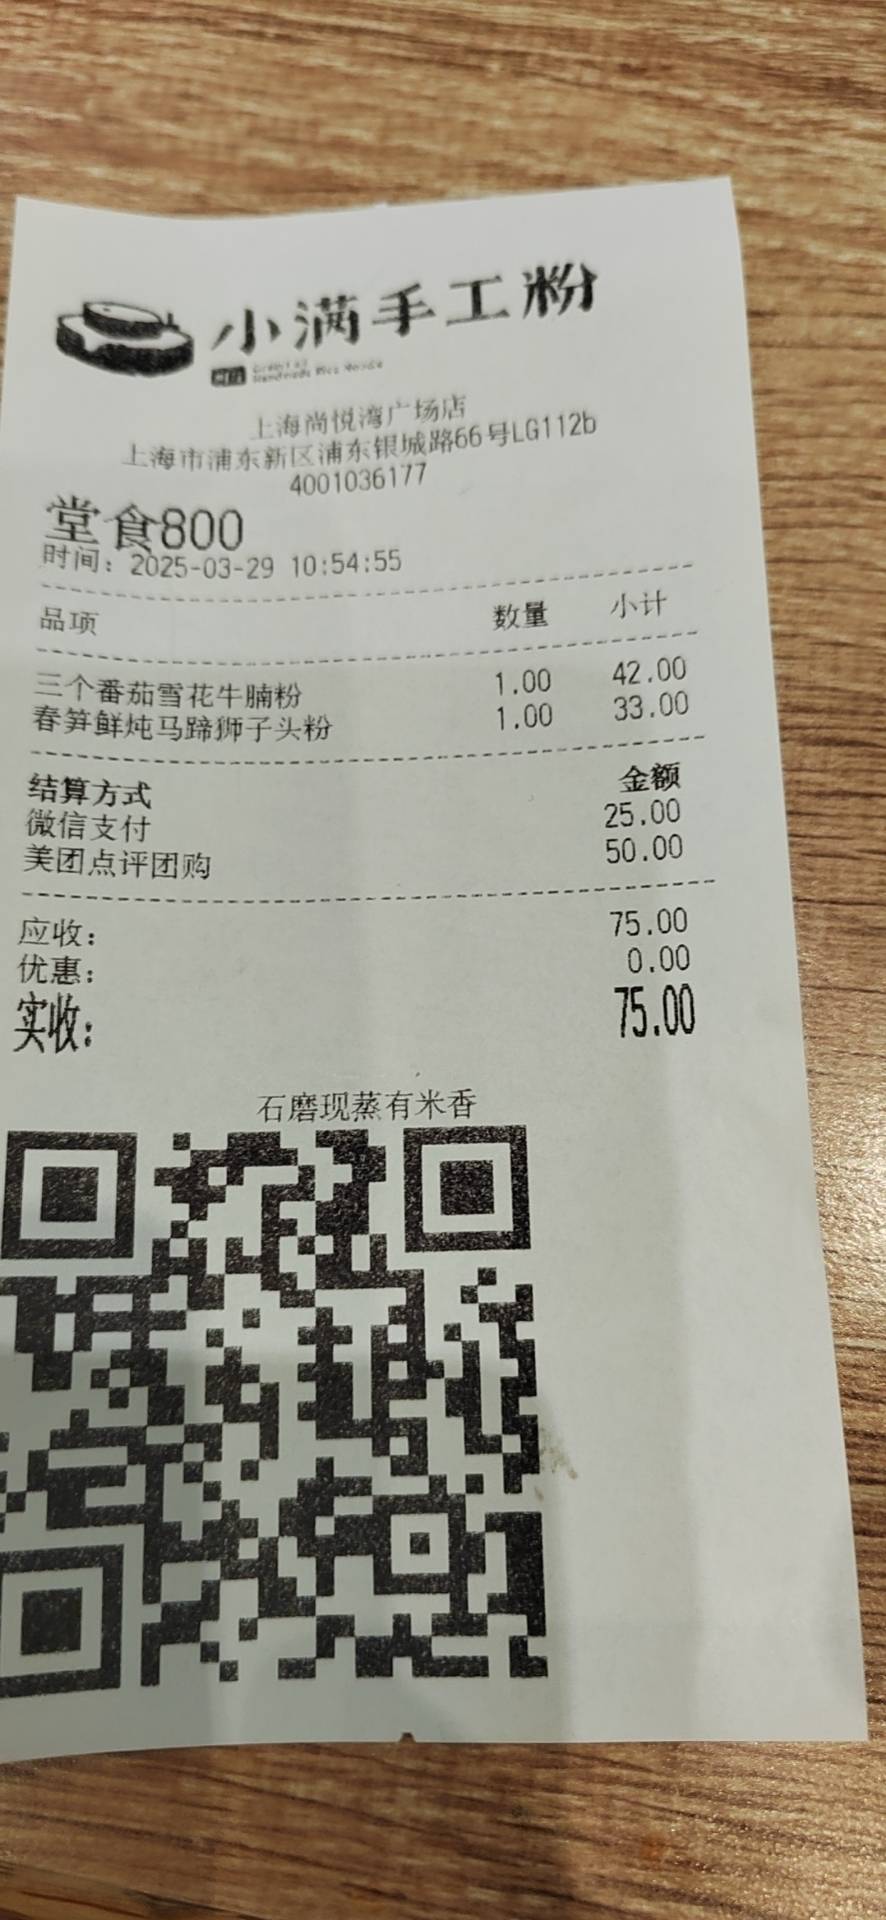 小满手工粉
Handmade Rice Noodle
上海尚悦湾广场店
上海市浦东新区浦东银城路66号LG112b
4001036177
堂食800
时间：2025-03-29 10:54:55
品项 数量 小计
三个番茄雪花牛腩粉 1.00 42.00
春笋鲜炖马蹄狮子头粉 1.00 33.00
结算方式 金额
微信支付 25.00
美团点评团购 50.00
应收： 75.00
优惠： 0.00
实收： 75.00
石磨现蒸有米香